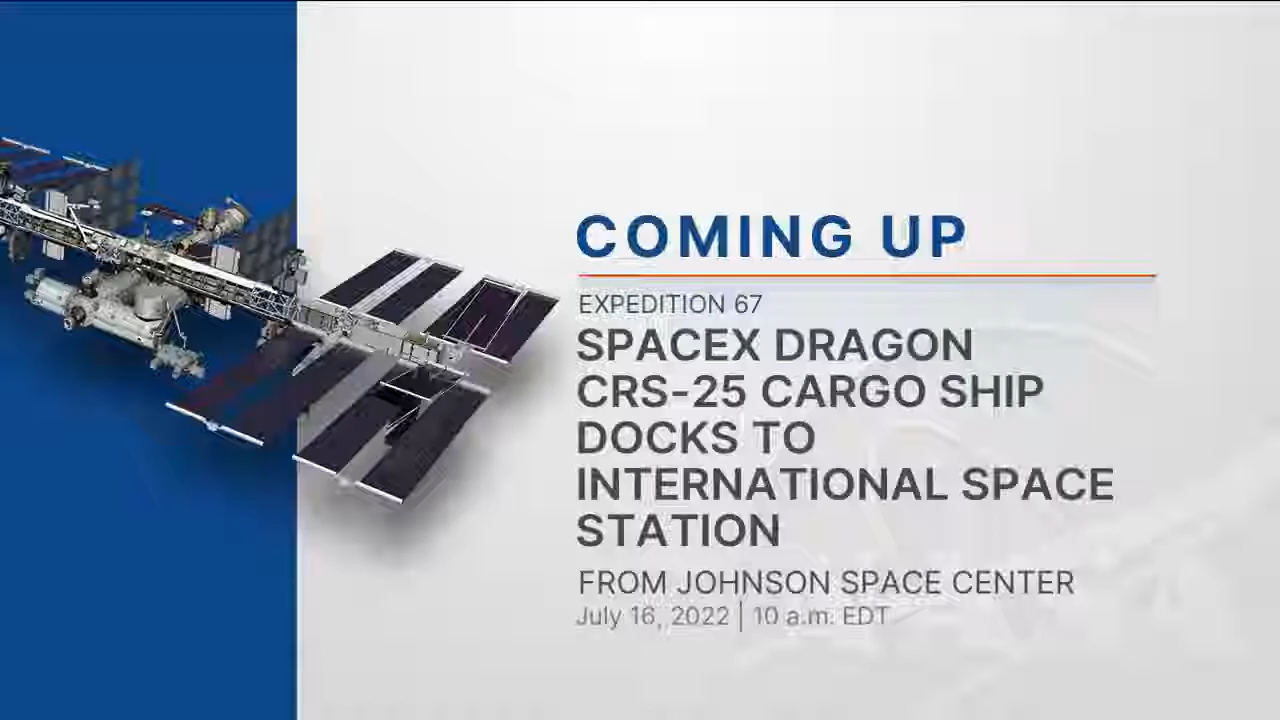 COMING UP
EXPEDITION 67
SPACEX DRAGON
CRS-25 CARGO SHIP
DOCKS TO
INTERNATIONAL SPACE
STATION
FROM JOHNSON SPACE CENTER
July 16, 2022 | 10 a.m. EDT